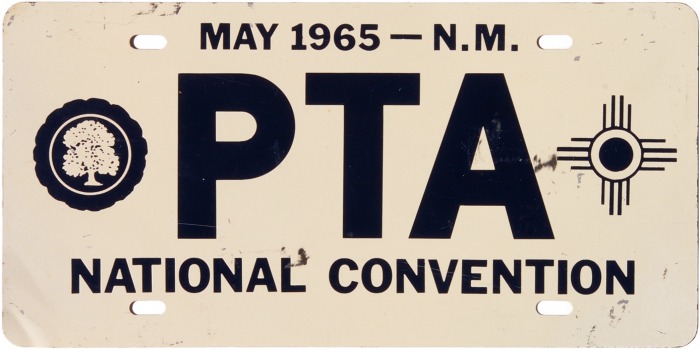 MAY 1965 — N.M.
PTA
NATIONAL CONVENTION